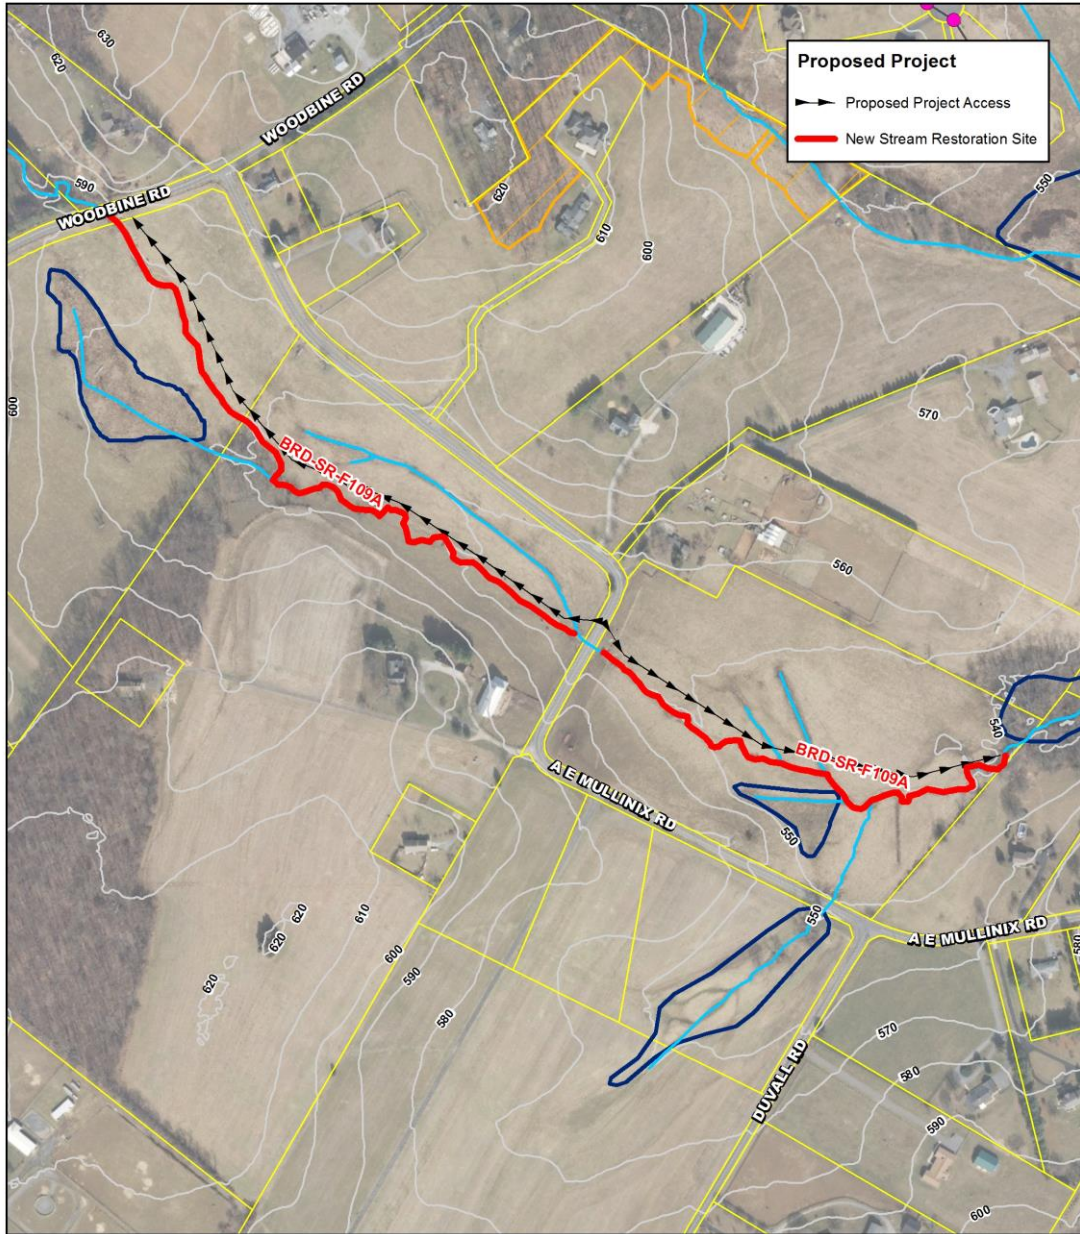 Proposed Project
Proposed Project Access
New Stream Restoration Site
630
620
WOODBINE RD
590
WOODBINE RD
620
610
600
550
600
570
BRD-SR-F109A
560
540
BRD-SR-F109A
A E MULLINIX RD
550
550
A E MULLINIX RD
580
620
620
620
610
600
590
580
570
580
590
DUVALL RD
600